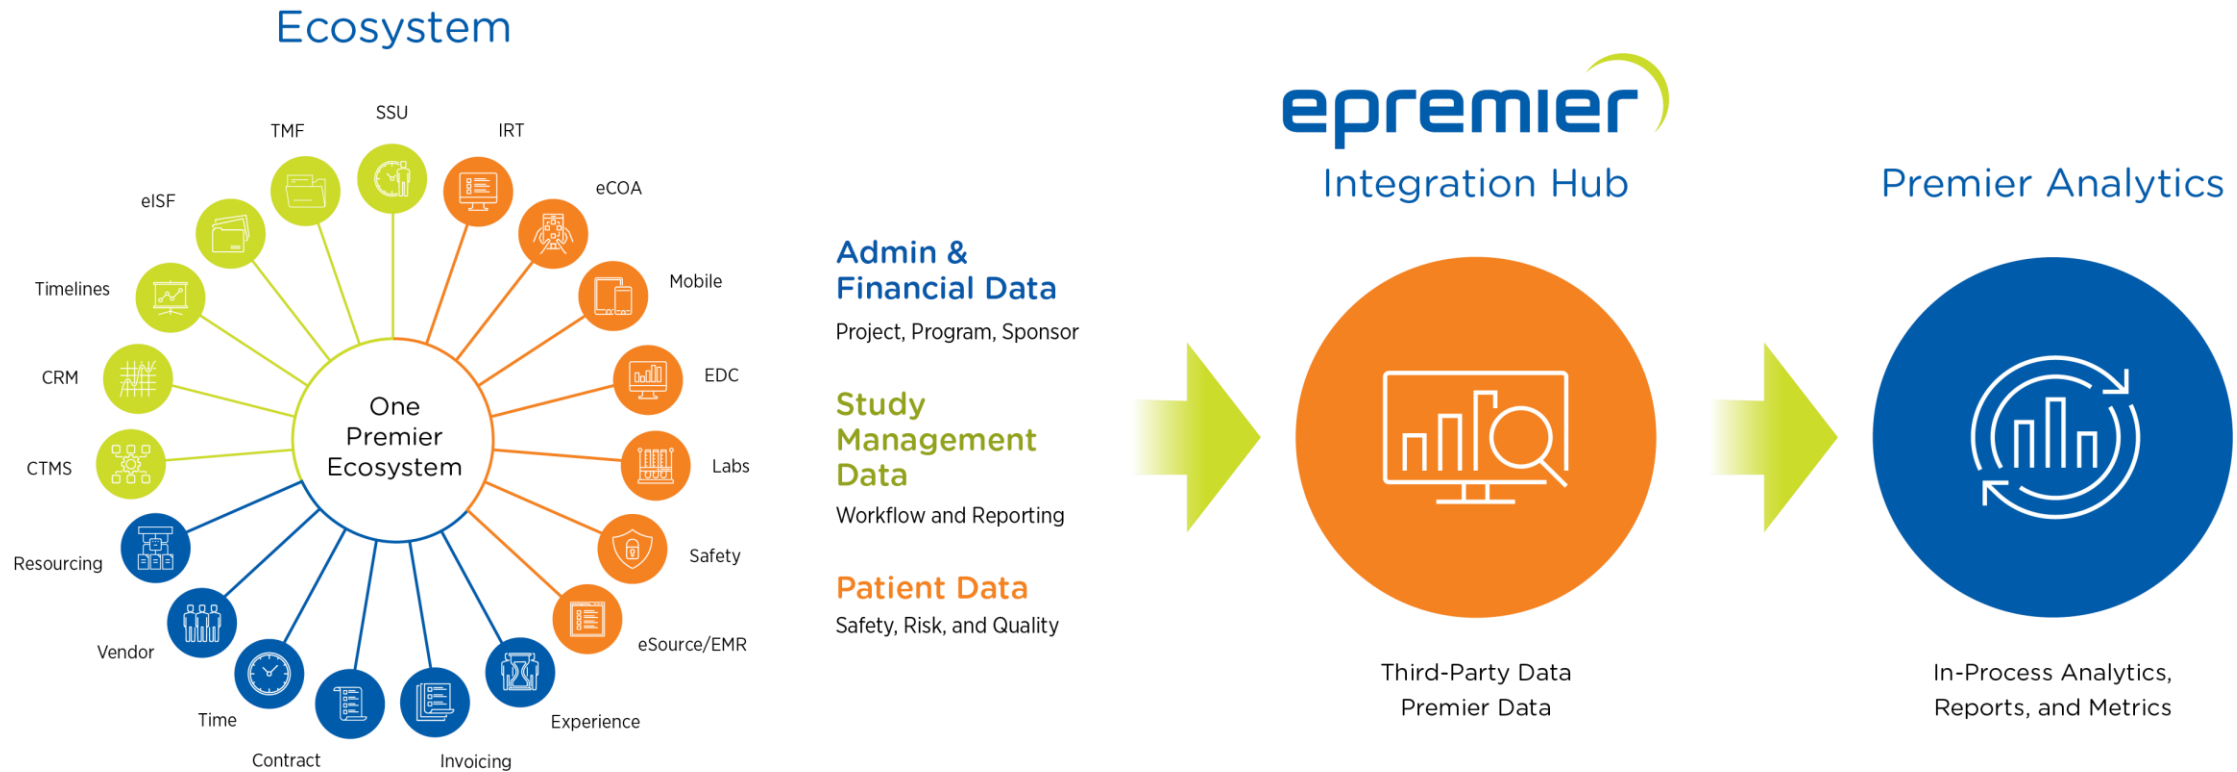 Ecosystem
SSU
TMF
IRT
eISF
eCOA
Timelines
Mobile
CRM
EDC
One
Premier
Ecosystem
CTMS
Labs
Resourcing
Safety
Vendor
eSource/EMR
Time
Experience
Contract
Invoicing
Admin &
Financial Data
Project, Program, Sponsor
Study
Management
Data
Workflow and Reporting
Patient Data
Safety, Risk, and Quality
epremier
Integration Hub
Third-Party Data
Premier Data
Premier Analytics
In-Process Analytics,
Reports, and Metrics